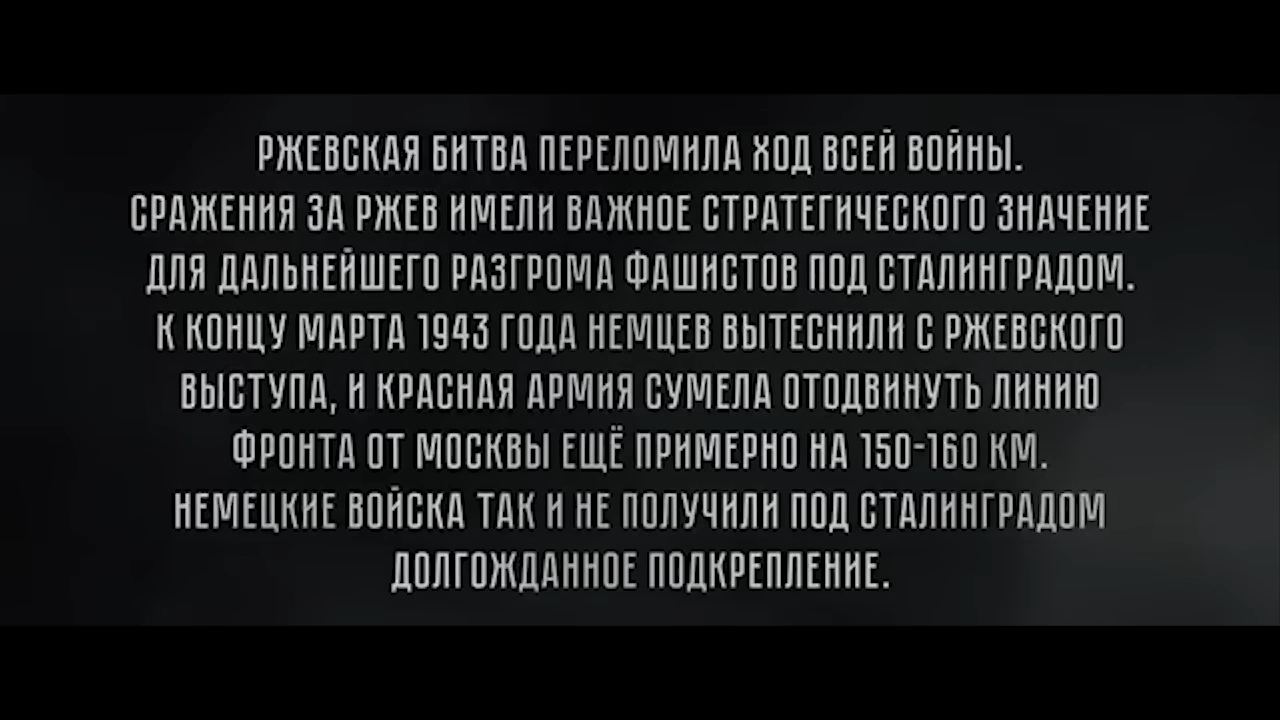 РЖЕВСКАЯ БИТВА ПЕРЕЛОМИЛА ХОД ВСЕЙ ВОЙНЫ.
СРАЖЕНИЯ ЗА РЖЕВ ИМЕЛИ ВАЖНОЕ СТРАТЕГИЧЕСКОГО ЗНАЧЕНИЕ
ДЛЯ ДАЛЬНЕЙШЕГО РАЗГРОМА ФАШИСТОВ ПОД СТАЛИНГРАДОМ.
К КОНЦУ МАРТА 1943 ГОДА НЕМЦЕВ ВЫТЕСНИЛИ С РЖЕВСКОГО
ВЫСТУПА, И КРАСНАЯ АРМИЯ СУМЕЛА ОТОДВИНУТЬ ЛИНИЮ
ФРОНТА ОТ МОСКВЫ ЕЩЁ ПРИМЕРНО НА 150-160 КМ.
НЕМЕЦКИЕ ВОЙСКА ТАК И НЕ ПОЛУЧИЛИ ПОД СТАЛИНГРАДОМ
ДОЛГОЖДАННОЕ ПОДКРЕПЛЕНИЕ.